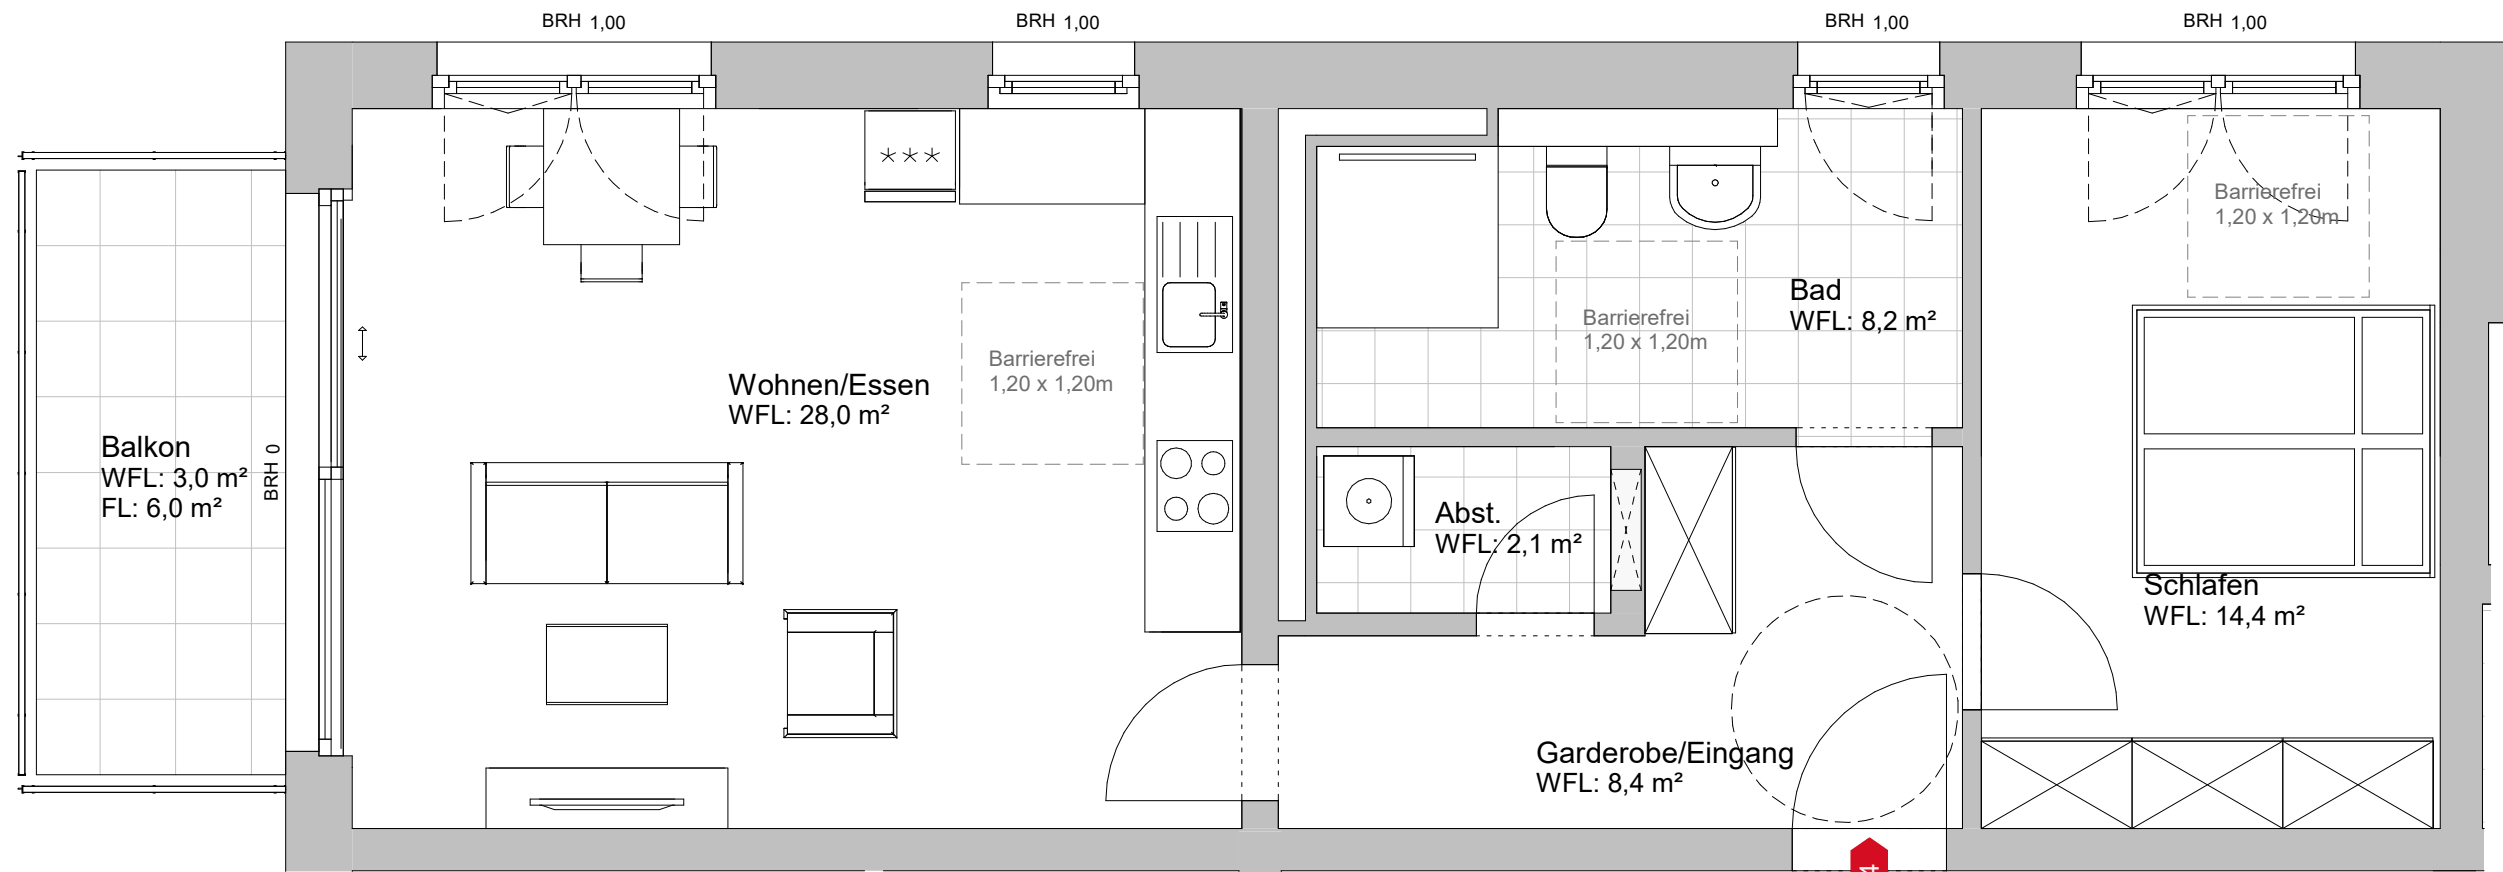 BRH 1,00
BRH 1,00
BRH 1,00
BRH 1,00
Barrierefrei
1,20 x 1,20m
Bad
WFL: 8,2 m²
Barrierefrei
1,20 x 1,20m
Barrierefrei
1,20 x 1,20m
Wohnen/Essen
WFL: 28,0 m²
Balkon
WFL: 3,0 m²
FL: 6,0 m²
BRH 0
Abst.
WFL: 2,1 m²
Schlafen
WFL: 14,4 m²
Garderobe/Eingang
WFL: 8,4 m²
4